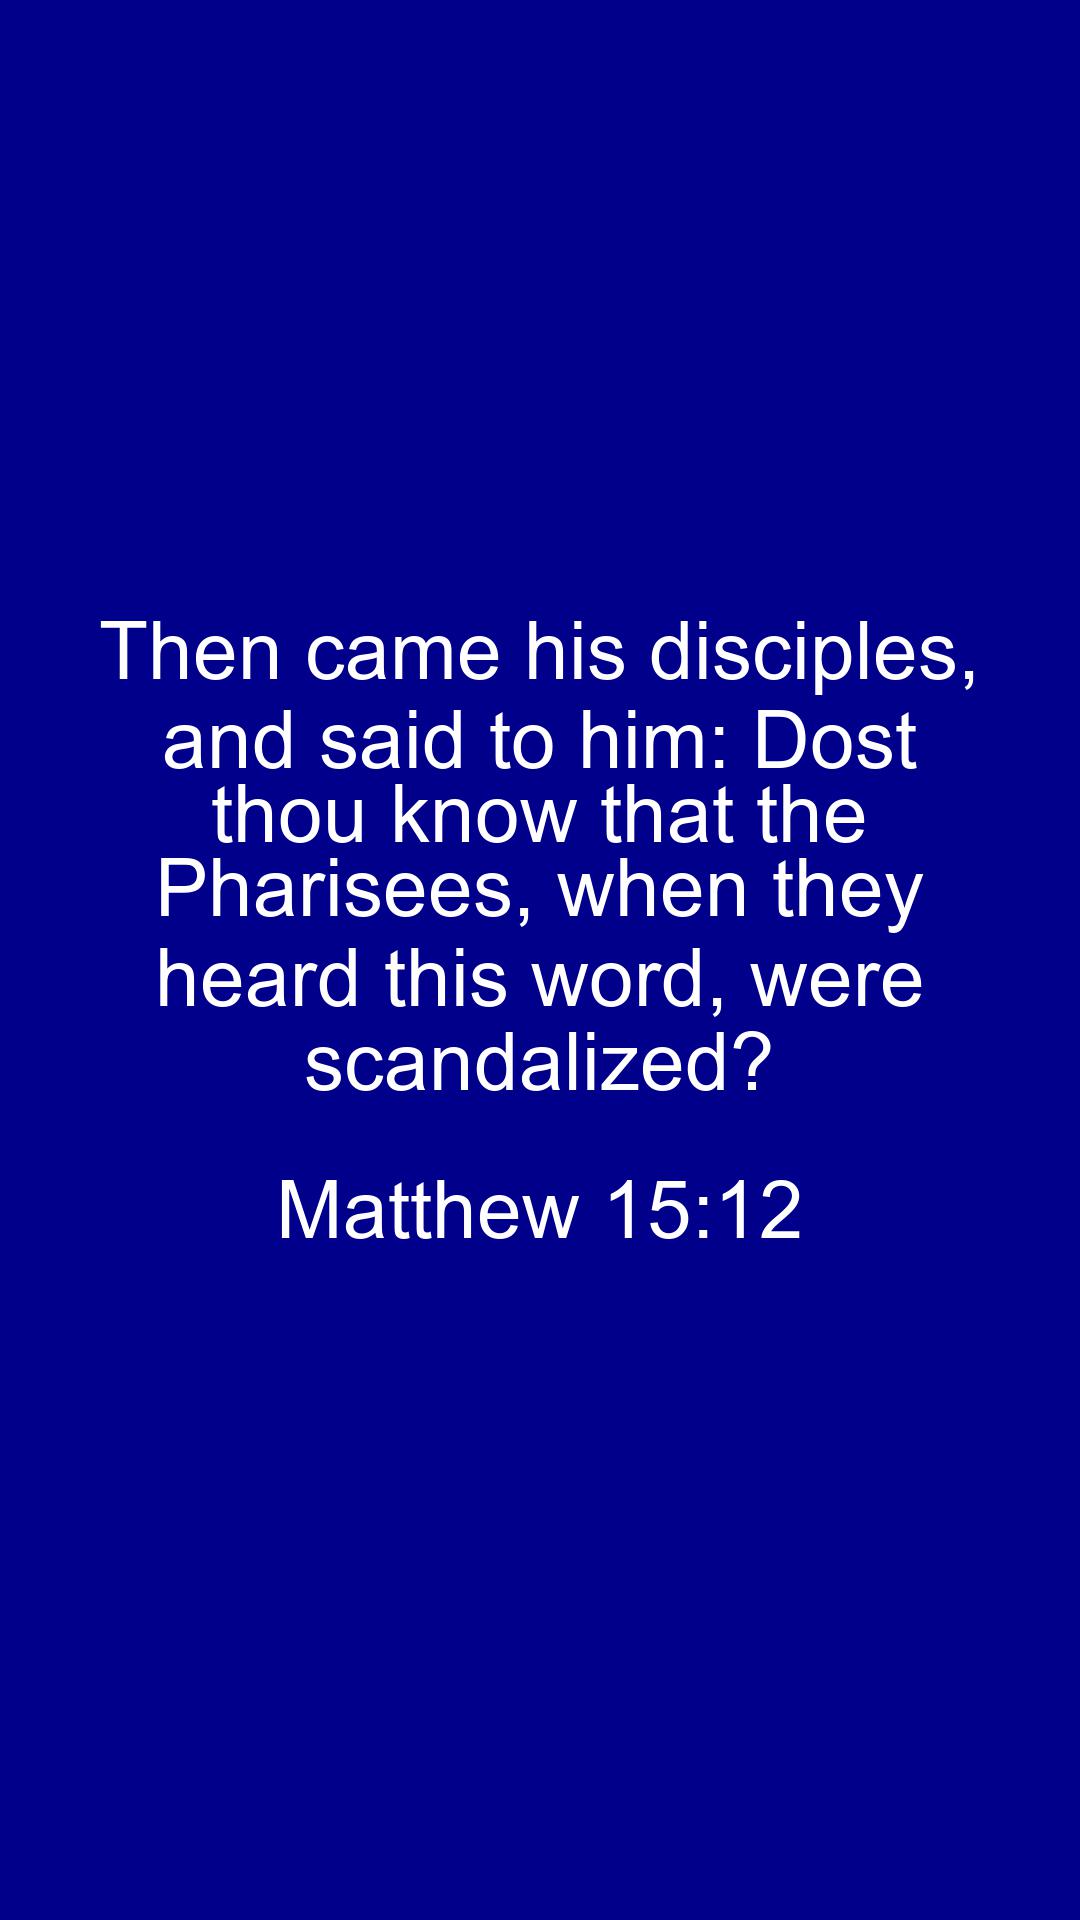 Then came his disciples,
and said to him: Dost
thou know that the
Pharisees, when they
heard this word, were
scandalized?
Matthew 15:12